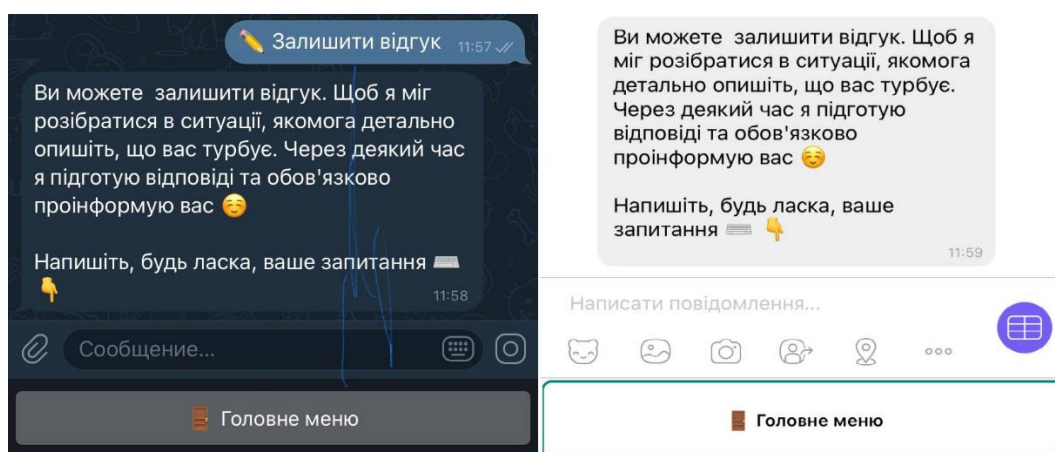 ✏️ Залишити відгук 11:57
Ви можете  залишити відгук. Щоб я міг
розібратися в ситуації, якомога детально
опишіть, що вас турбує. Через деякий час
я підготую відповіді та обов'язково
проінформую вас ☺️
Напишіть, будь ласка, ваше запитання ⌨️
👇 11:58
Сообщение...
🚪 Головне меню
Ви можете  залишити відгук. Щоб я
міг розібратися в ситуації, якомога
детально опишіть, що вас турбує.
Через деякий час я підготую
відповіді та обов'язково
проінформую вас ☺️
Напишіть, будь ласка, ваше
запитання ⌨️ 👇
11:59
Написати повідомлення...
🚪 Головне меню